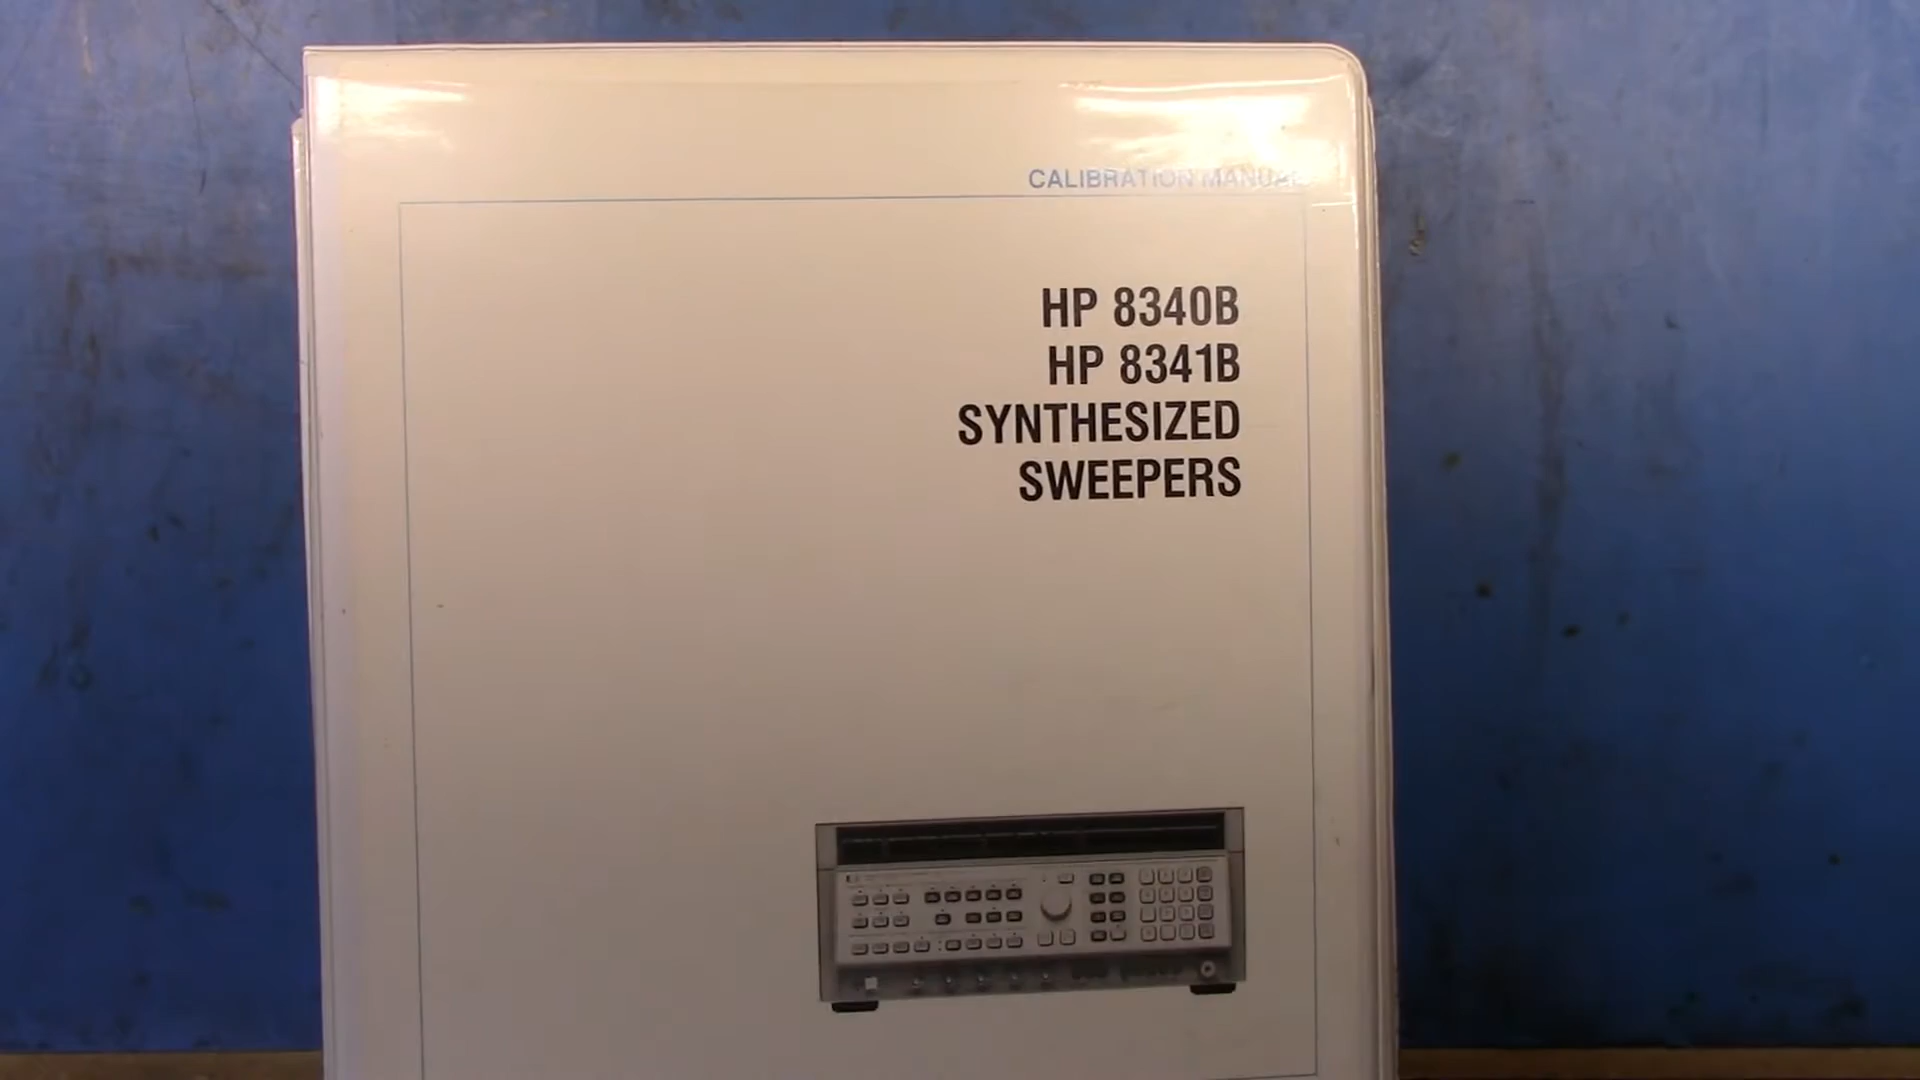 CALIBRATION MANUAL
HP 8340B
HP 8341B
SYNTHESIZED
SWEEPERS